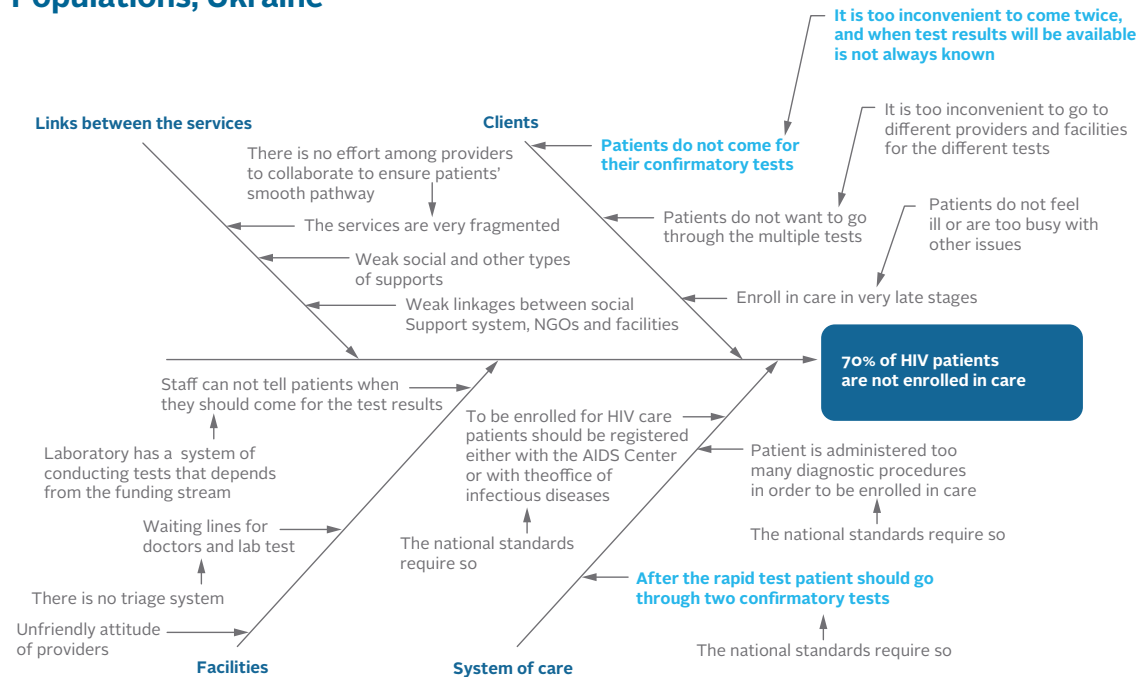 Populations, Ukraine
It is too inconvenient to come twice,
and when test results will be available
is not always known
Links between the services
Clients
It is too inconvenient to go to
different providers and facilities
for the different tests
There is no effort among providers
to collaborate to ensure patients'
smooth pathway
Patients do not come for
their confirmatory tests
The services are very fragmented
Patients do not want to go
through the multiple tests
Patients do not feel
ill or are too busy with
other issues
Weak social and other types
of supports
Weak linkages between social
Support system, NGOs and facilities
Enroll in care in very late stages
70% of HIV patients
are not enrolled in care
Staff can not tell patients when
they should come for the test results
Laboratory has a system of
conducting tests that depends
from the funding stream
Waiting lines for
doctors and lab test
There is no triage system
Unfriendly attitude
of providers
Facilities
To be enrolled for HIV care
patients should be registered
either with the AIDS Center
or with theoffice of
infectious diseases
The national standards
require so
Patient is administered too
many diagnostic procedures
in order to be enrolled in care
The national standards require so
After the rapid test patient should go
through two confirmatory tests
The national standards require so
System of care